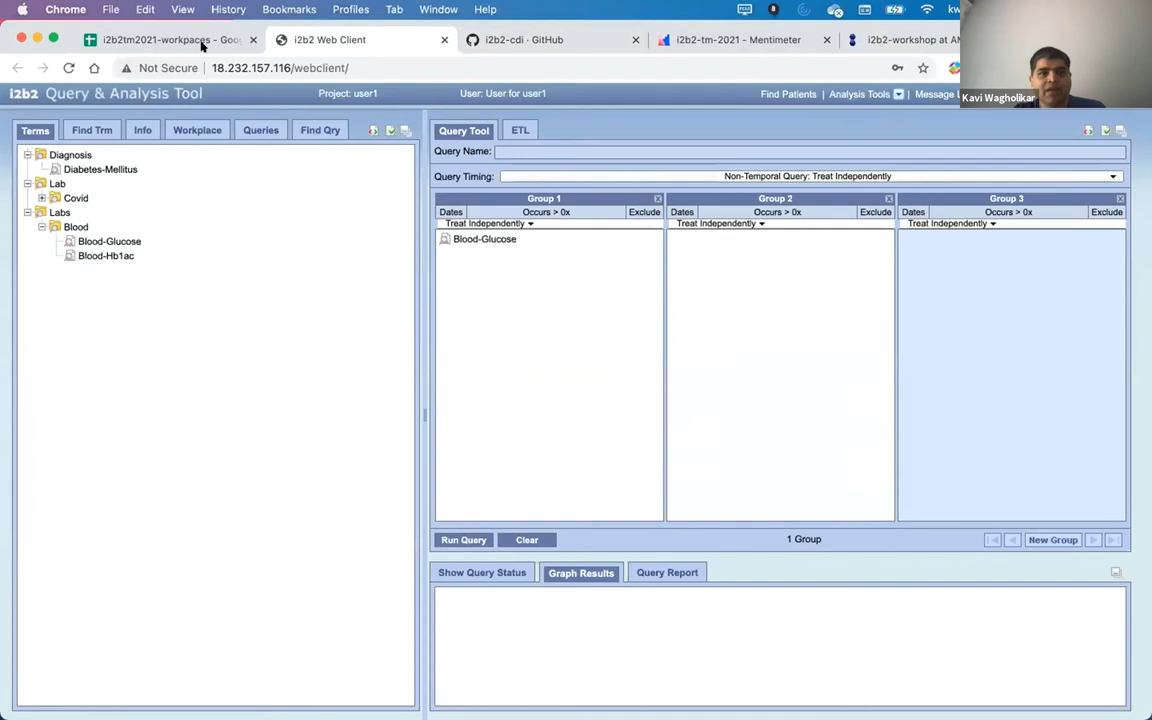 Chrome File Edit View History Bookmarks Profiles Tab Window Help
i2b2tm2021-workpaces - Goo
i2b2 Web Client
i2b2-cdi · GitHub
i2b2-tm-2021 - Mentimeter
i2b2-workshop at AM
Not Secure 18.232.157.116/webclient/
Kavi Wagholikar
i2b2 Query & Analysis Tool Project: user1 User: User for user1 Find Patients Analysis Tools Message
Terms Find Trm Info Workplace Queries Find Qry
Diagnosis
Diabetes-Mellitus
Lab
Covid
Labs
Blood
Blood-Glucose
Blood-Hb1ac
Query Tool ETL
Query Name:
Query Timing: Non-Temporal Query: Treat Independently
Group 1 Group 2 Group 3
Dates Occurs > 0x Exclude Dates Occurs > 0x Exclude Dates Occurs > 0x Exclude
Treat Independently Treat Independently Treat Independently
Blood-Glucose
Run Query Clear 1 Group New Group
Show Query Status Graph Results Query Report